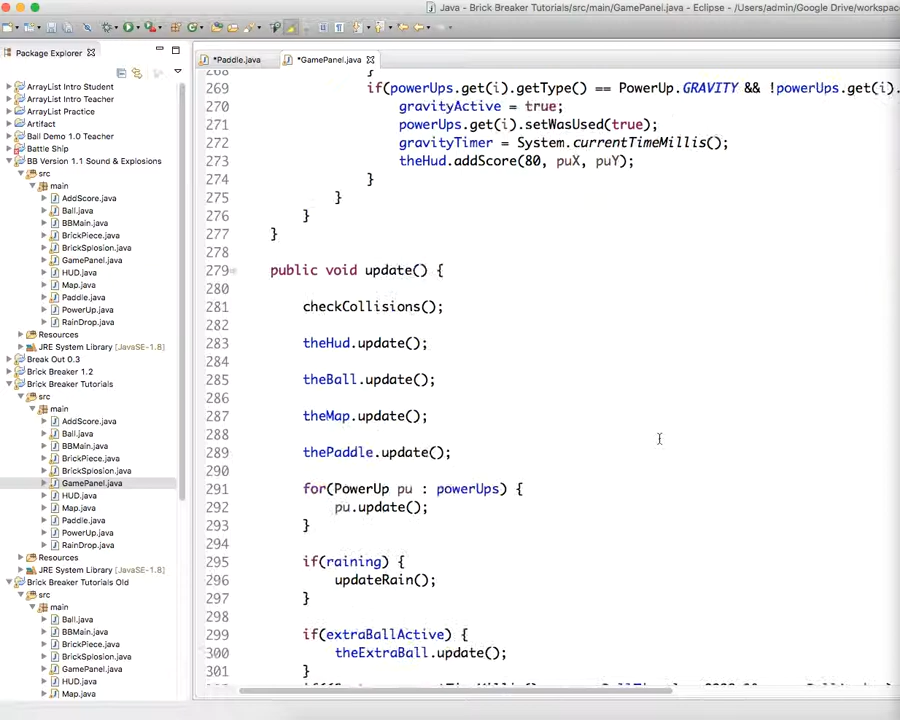 Java - Brick Breaker Tutorials/src/main/GamePanel.java - Eclipse - /Users/admin/Google Drive/workspac
Package Explorer
*Paddle.java
*GamePanel.java
ArrayList Intro Student
ArrayList Intro Teacher
ArrayList Practice
Artifact
Ball Demo 1.0 Teacher
Battle Ship
BB Version 1.1 Sound & Explosions
src
main
AddScore.java
Ball.java
BBMain.java
BrickPiece.java
BrickSplosion.java
GamePanel.java
HUD.java
Map.java
Paddle.java
PowerUp.java
RainDrop.java
Resources
JRE System Library [JavaSE-1.8]
Break Out 0.3
Brick Breaker 1.2
Brick Breaker Tutorials
src
main
AddScore.java
Ball.java
BBMain.java
BrickPiece.java
BrickSplosion.java
GamePanel.java
HUD.java
Map.java
Paddle.java
PowerUp.java
RainDrop.java
Resources
JRE System Library [JavaSE-1.8]
Brick Breaker Tutorials Old
src
main
Ball.java
BBMain.java
BrickPiece.java
BrickSplosion.java
GamePanel.java
HUD.java
Map.java
268 }
269 if(powerUps.get(i).getType() == PowerUp.GRAVITY && !powerUps.get(i).
270 gravityActive = true;
271 powerUps.get(i).setWasUsed(true);
272 gravityTimer = System.currentTimeMillis();
273 theHud.addScore(80, puX, puY);
274 }
275 }
276 }
277 }
278
279 public void update() {
280
281 checkCollisions();
282
283 theHud.update();
284
285 theBall.update();
286
287 theMap.update();
288
289 thePaddle.update();
290
291 for(PowerUp pu : powerUps) {
292 pu.update();
293 }
294
295 if(raining) {
296 updateRain();
297 }
298
299 if(extraBallActive) {
300 theExtraBall.update();
301 }